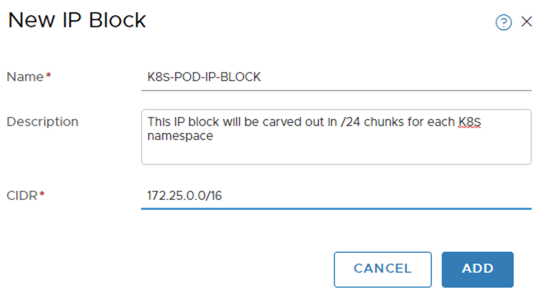 New IP Block
Name*
K8S-POD-IP-BLOCK
Description
This IP block will be carved out in /24 chunks for each K8S
namespace
CIDR*
172.25.0.0/16
CANCEL
ADD